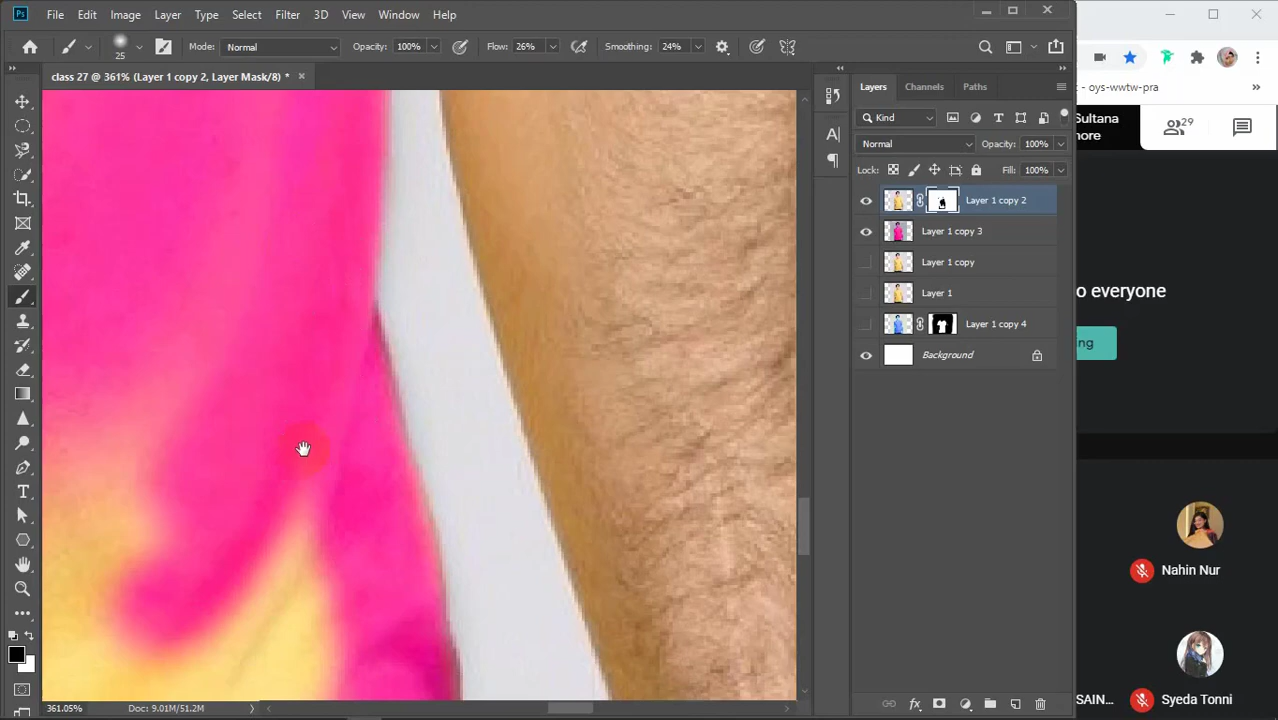 Ps File Edit Image Layer Type Select Filter 3D View Window Help
25 Mode: Normal Opacity: 100% Flow: 26% Smoothing: 24%
class 27 @ 361% (Layer 1 copy 2, Layer Mask/8) *
361.05% Doc: 9.01M/51.2M
A|
Layers Channels Paths
Kind T
Normal Opacity: 100%
Lock: Fill: 100%
Layer 1 copy 2
Layer 1 copy 3
Layer 1 copy
Layer 1
Layer 1 copy 4
Background
fx
- oys-wwtw-pra
Sultana
more
29
o everyone
ng
Nahin Nur
SAIN... Syeda Tonni